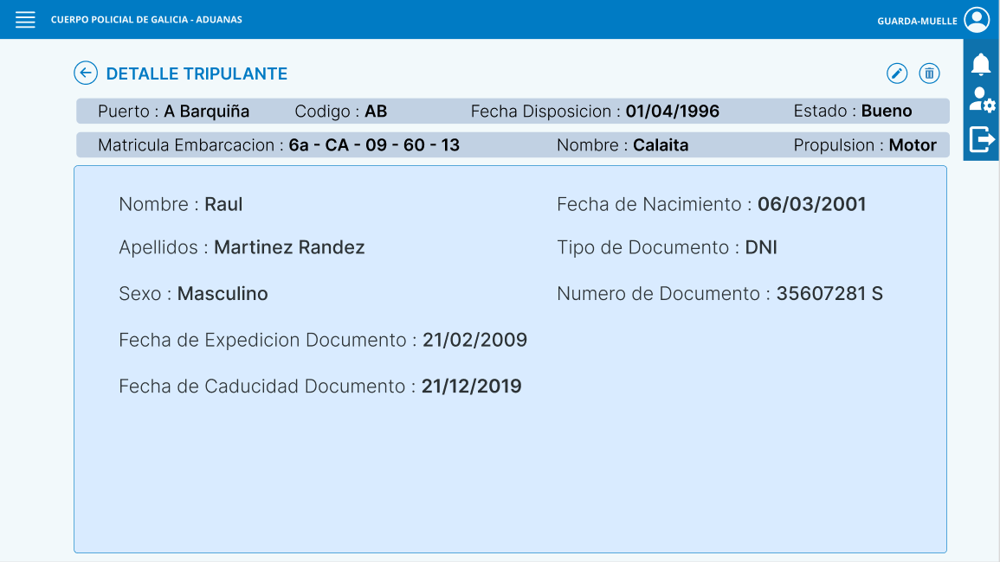 CUERPO POLICIAL DE GALICIA - ADUANAS
GUARDA-MUELLE
DETALLE TRIPULANTE
Puerto : A Barquiña Codigo : AB Fecha Disposicion : 01/04/1996 Estado : Bueno
Matricula Embarcacion : 6a - CA - 09 - 60 - 13 Nombre : Calaita Propulsion : Motor
Nombre : Raul Fecha de Nacimiento : 06/03/2001
Apellidos : Martinez Randez Tipo de Documento : DNI
Sexo : Masculino Numero de Documento : 35607281 S
Fecha de Expedicion Documento : 21/02/2009
Fecha de Caducidad Documento : 21/12/2019